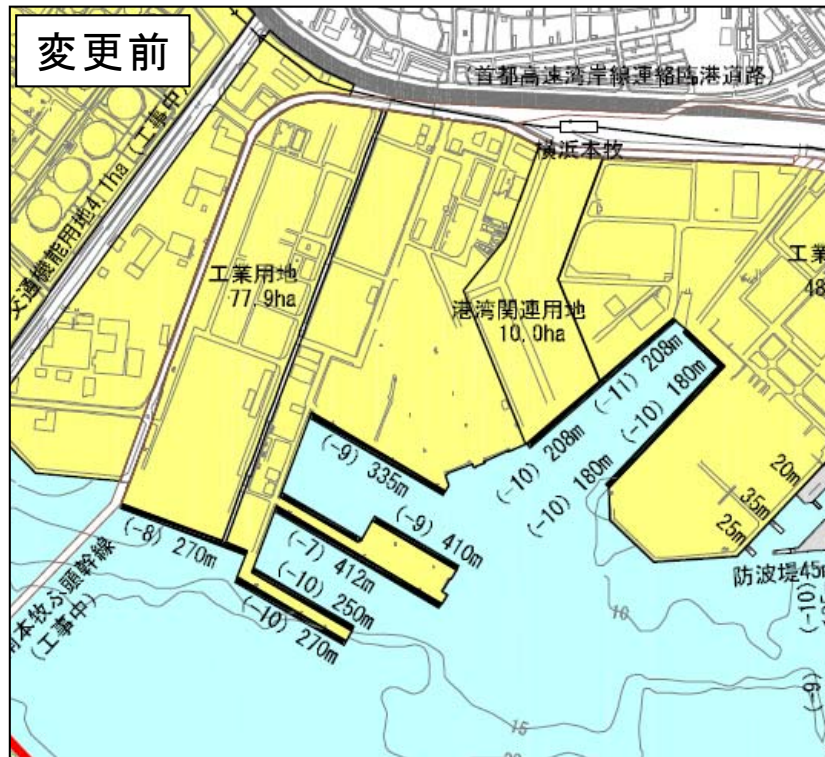 変更前
(首都高速湾岸線連絡臨港道路)
横浜本牧
交通機能用地4.1ha (工事中)
工業用地
77.9ha
港湾関連用地
10.0ha
工業
48
(-11) 208m
(-10) 180m
(-10) 208m
(-10) 180m
(-9) 335m
(-9) 410m
20m
35m
25m
(-8) 270m
(-7) 412m
(-10) 250m
(-10) 270m
防波堤45m
(-10)
(-9)
本牧ふ頭幹線
(工事中)
10
15
20